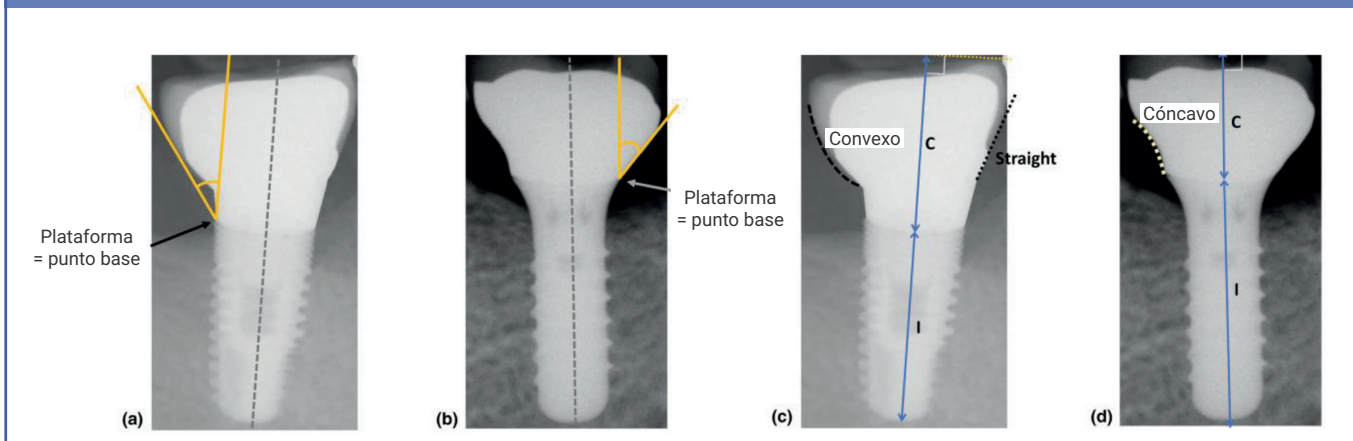 Plataforma
= punto base
(a)
Plataforma
= punto base
(b)
Convexo
C
Straight
I
(c)
Cóncavo
C
I
(d)